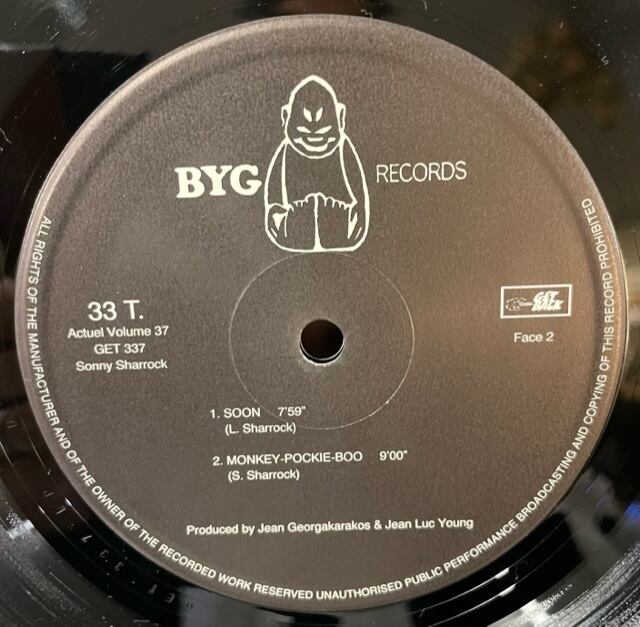 BYG RECORDS
33 T.
Actuel Volume 37
GET 337
Sonny Sharrock
GET BACK
Face 2
1. SOON 7'59"
(L. Sharrock)
2. MONKEY-POCKIE-BOO 9'00"
(S. Sharrock)
Produced by Jean Georgakarakos & Jean Luc Young
ALL RIGHTS OF THE MANUFACTURER AND OF THE OWNER OF THE RECORDED WORK RESERVED UNAUTHORISED PUBLIC PERFORMANCE BROADCASTING AND COPYING OF THIS RECORD PROHIBITED